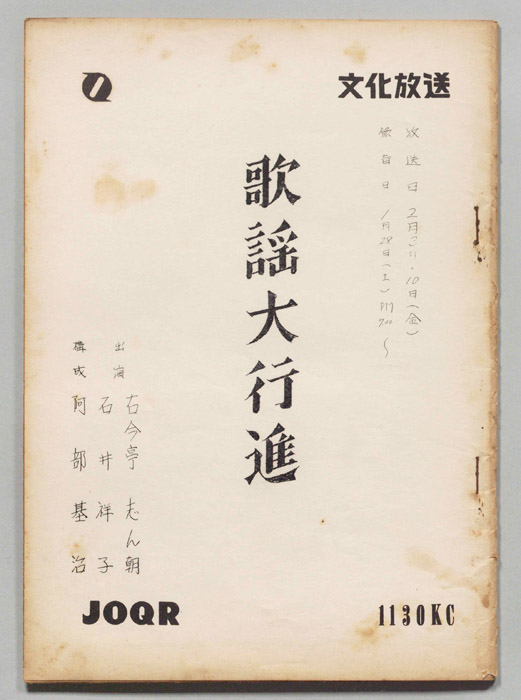 文化放送
放送日 2月3日・10日(金)
録音日 1月28日(土) PM 7:00〜
歌謡大行進
出演 古今亭 志ん朝
石井祥子
構成 阿部基治
JOQR
1130KC